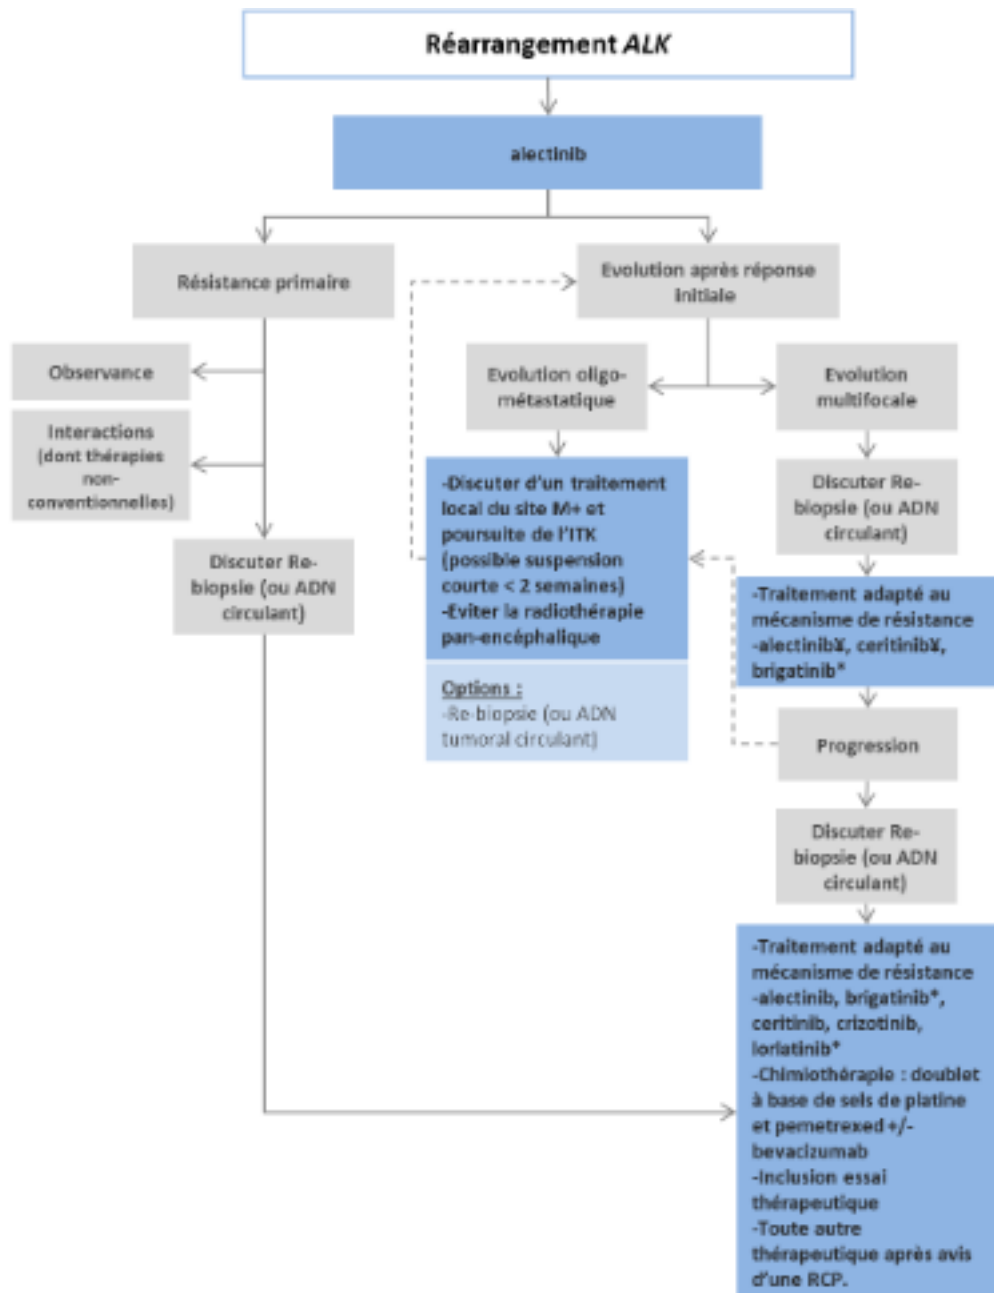 Réarrangement ALK
alectinib
Résistance primaire
Evolution après réponse
initiale
Observance
Interactions
(dont thérapies
non-
conventionnelles)
Discuter Re-
biopsie (ou ADN
circulant)
Evolution oligo-
métastatique
-Discuter d'un traitement
local du site M+ et
poursuite de l'ITK
(possible suspension
courte < 2 semaines)
-Eviter la radiothérapie
pan-encéphalique
Options :
-Re-biopsie (ou ADN
tumoral circulant)
Evolution
multifocale
Discuter Re-
biopsie (ou ADN
circulant)
-Traitement adapté au
mécanisme de résistance
-alectinib¥, ceritinib¥,
brigatinib*
Progression
Discuter Re-
biopsie (ou ADN
circulant)
-Traitement adapté au
mécanisme de résistance
-alectinib, brigatinib*,
ceritinib, crizotinib,
lorlatinib*
-Chimiothérapie : doublet
à base de sels de platine
et pemetrexed +/-
bevacizumab
-Inclusion essai
thérapeutique
-Toute autre
thérapeutique après avis
d'une RCP.